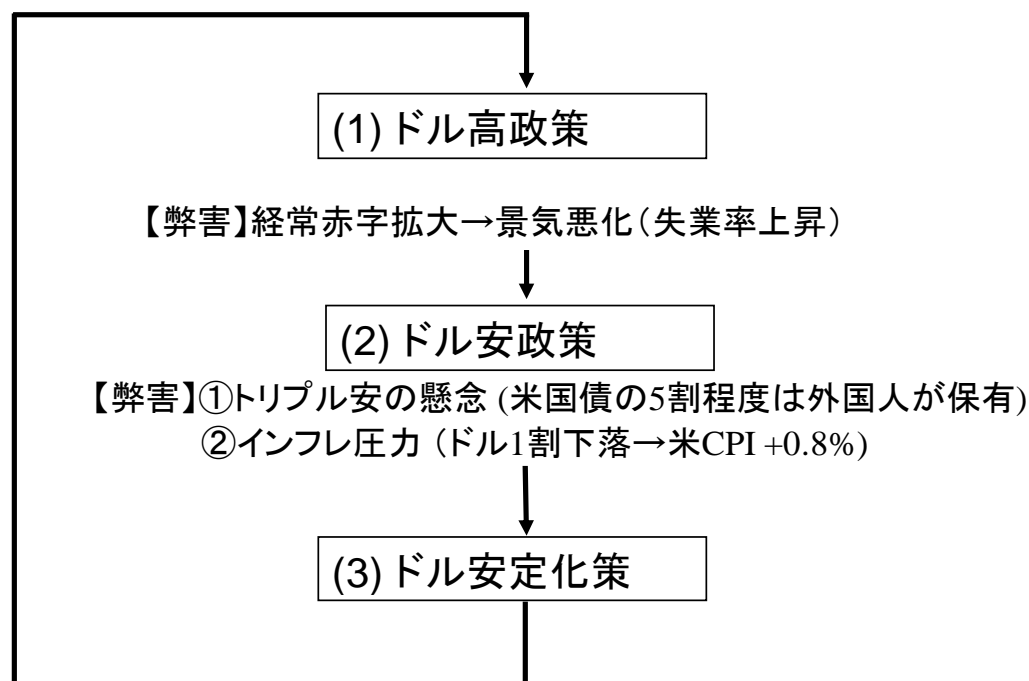 (1)ドル高政策
【弊害】経常赤字拡大→景気悪化(失業率上昇)
(2)ドル安政策
【弊害】①トリプル安の懸念 (米国債の5割程度は外国人が保有)
②インフレ圧力 (ドル1割下落→米CPI +0.8%)
(3)ドル安定化策